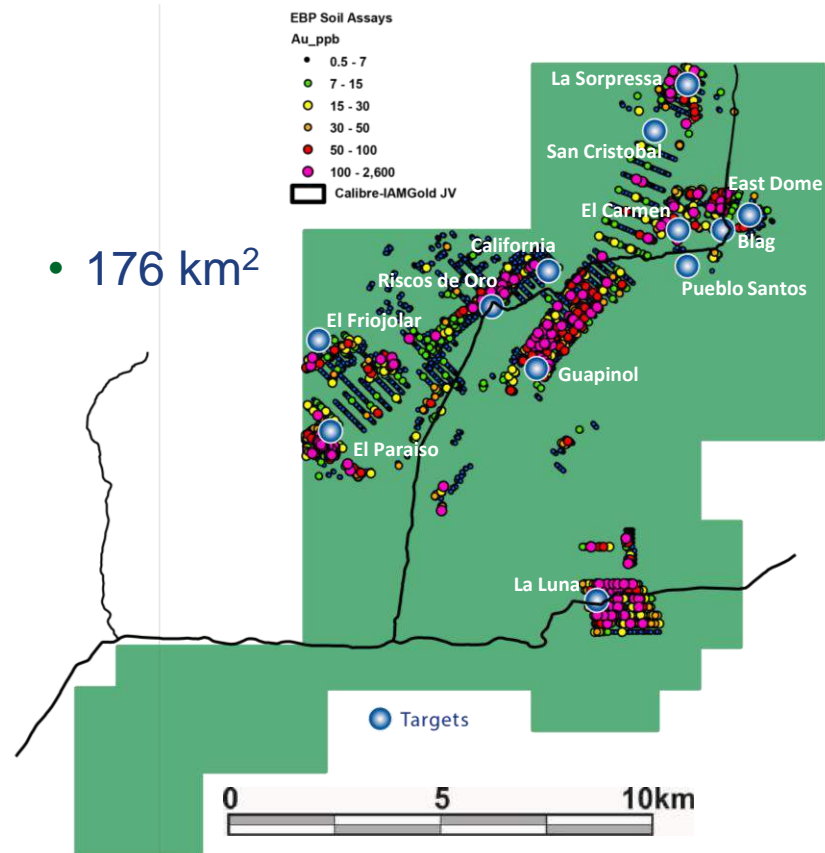 EBP Soil Assays
Au_ppb
0.5 - 7
7 - 15
15 - 30
30 - 50
50 - 100
100 - 2,600
Calibre-IAMGold JV
• 176 km²
La Sorpressa
San Cristobal
East Dome
El Carmen
Blag
Pueblo Santos
California
Riscos de Oro
El Friojolar
Guapinol
El Paraiso
La Luna
Targets
0 5 10km